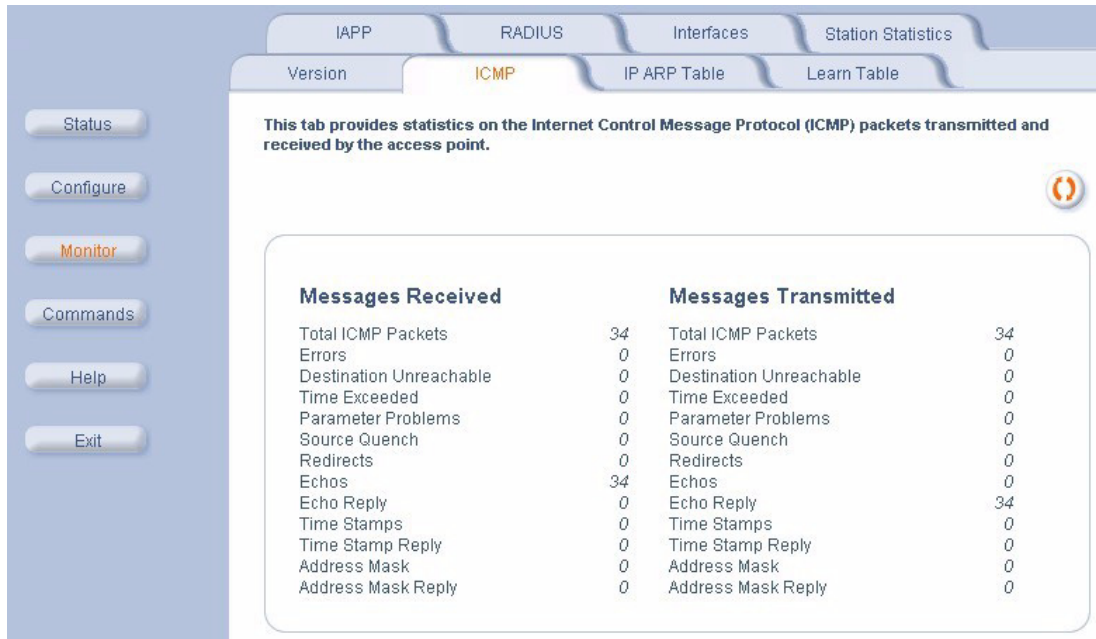 IAPP RADIUS Interfaces Station Statistics
Version ICMP IP ARP Table Learn Table
Status
Configure
Monitor
Commands
Help
Exit
This tab provides statistics on the Internet Control Message Protocol (ICMP) packets transmitted and
received by the access point.
Messages Received Messages Transmitted
Total ICMP Packets 34 Total ICMP Packets 34
Errors 0 Errors 0
Destination Unreachable 0 Destination Unreachable 0
Time Exceeded 0 Time Exceeded 0
Parameter Problems 0 Parameter Problems 0
Source Quench 0 Source Quench 0
Redirects 0 Redirects 0
Echos 34 Echos 0
Echo Reply 0 Echo Reply 34
Time Stamps 0 Time Stamps 0
Time Stamp Reply 0 Time Stamp Reply 0
Address Mask 0 Address Mask 0
Address Mask Reply 0 Address Mask Reply 0